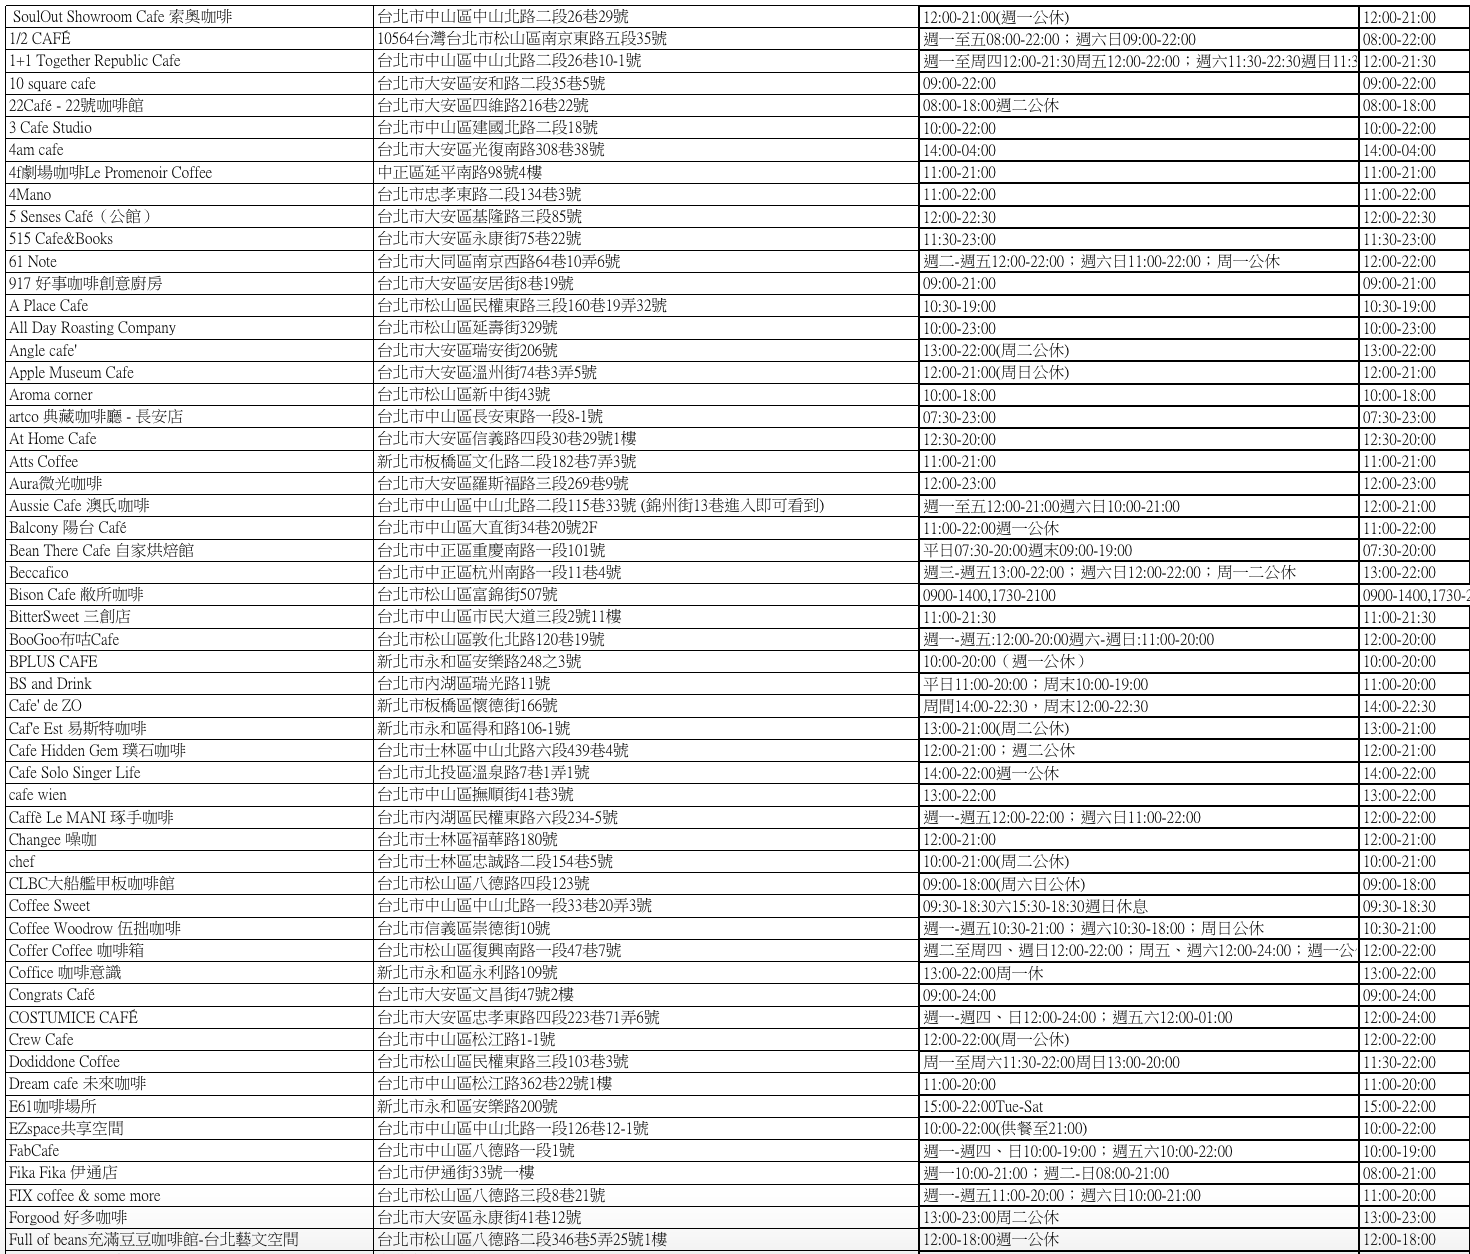 SoulOut Showroom Cafe 索奧咖啡 台北市中山區中山北路二段26巷29號 12:00-21:00(週一公休) 12:00-21:00
1/2 CAFÉ 10564台灣台北市松山區南京東路五段35號 週一至五08:00-22:00；週六日09:00-22:00 08:00-22:00
1+1 Together Republic Cafe 台北市中山區中山北路二段26巷10-1號 週一至周四12:00-21:30周五12:00-22:00；週六11:30-22:30週日11:3 12:00-21:30
10 square cafe 台北市大安區安和路二段35巷5號 09:00-22:00 09:00-22:00
22Café - 22號咖啡館 台北市大安區四維路216巷22號 08:00-18:00週二公休 08:00-18:00
3 Cafe Studio 台北市中山區建國北路二段18號 10:00-22:00 10:00-22:00
4am cafe 台北市大安區光復南路308巷38號 14:00-04:00 14:00-04:00
4f劇場咖啡Le Promenoir Coffee 中正區延平南路98號4樓 11:00-21:00 11:00-21:00
4Mano 台北市忠孝東路二段134巷3號 11:00-22:00 11:00-22:00
5 Senses Café（公館） 台北市大安區基隆路三段85號 12:00-22:30 12:00-22:30
515 Cafe&Books 台北市大安區永康街75巷22號 11:30-23:00 11:30-23:00
61 Note 台北市大同區南京西路64巷10弄6號 週二-週五12:00-22:00；週六日11:00-22:00；周一公休 12:00-22:00
917 好事咖啡創意廚房 台北市大安區安居街8巷19號 09:00-21:00 09:00-21:00
A Place Cafe 台北市松山區民權東路三段160巷19弄32號 10:30-19:00 10:30-19:00
All Day Roasting Company 台北市松山區延壽街329號 10:00-23:00 10:00-23:00
Angle cafe' 台北市大安區瑞安街206號 13:00-22:00(周二公休) 13:00-22:00
Apple Museum Cafe 台北市大安區溫州街74巷3弄5號 12:00-21:00(周日公休) 12:00-21:00
Aroma corner 台北市松山區新中街43號 10:00-18:00 10:00-18:00
artco 典藏咖啡廳 - 長安店 台北市中山區長安東路一段8-1號 07:30-23:00 07:30-23:00
At Home Cafe 台北市大安區信義路四段30巷29號1樓 12:30-20:00 12:30-20:00
Atts Coffee 新北市板橋區文化路二段182巷7弄3號 11:00-21:00 11:00-21:00
Aura微光咖啡 台北市大安區羅斯福路三段269巷9號 12:00-23:00 12:00-23:00
Aussie Cafe 澳氏咖啡 台北市中山區中山北路二段115巷33號 (錦州街13巷進入即可看到) 週一至五12:00-21:00週六日10:00-21:00 12:00-21:00
Balcony 陽台 Café 台北市中山區大直街34巷20號2F 11:00-22:00週一公休 11:00-22:00
Bean There Cafe 自家烘焙館 台北市中正區重慶南路一段101號 平日07:30-20:00週末09:00-19:00 07:30-20:00
Beccafico 台北市中正區杭州南路一段11巷4號 週三-週五13:00-22:00；週六日12:00-22:00；周一二公休 13:00-22:00
Bison Cafe 敝所咖啡 台北市松山區富錦街507號 0900-1400,1730-2100 0900-1400,1730-2
BitterSweet 三創店 台北市中山區市民大道三段2號11樓 11:00-21:30 11:00-21:30
BooGoo布咕Cafe 台北市松山區敦化北路120巷19號 週一-週五:12:00-20:00週六-週日:11:00-20:00 12:00-20:00
BPLUS CAFE 新北市永和區安樂路248之3號 10:00-20:00（週一公休） 10:00-20:00
BS and Drink 台北市內湖區瑞光路11號 平日11:00-20:00；周末10:00-19:00 11:00-20:00
Cafe' de ZO 新北市板橋區懷德街166號 周間14:00-22:30，周末12:00-22:30 14:00-22:30
Caf'e Est 易斯特咖啡 新北市永和區得和路106-1號 13:00-21:00(周二公休) 13:00-21:00
Cafe Hidden Gem 璞石咖啡 台北市士林區中山北路六段439巷4號 12:00-21:00；週二公休 12:00-21:00
Cafe Solo Singer Life 台北市北投區溫泉路7巷1弄1號 14:00-22:00週一公休 14:00-22:00
cafe wien 台北市中山區撫順街41巷3號 13:00-22:00 13:00-22:00
Caffè Le MANI 琢手咖啡 台北市內湖區民權東路六段234-5號 週一-週五12:00-22:00；週六日11:00-22:00 12:00-22:00
Changee 噪咖 台北市士林區福華路180號 12:00-21:00 12:00-21:00
chef 台北市士林區忠誠路二段154巷5號 10:00-21:00(周二公休) 10:00-21:00
CLBC大船艦甲板咖啡館 台北市松山區八德路四段123號 09:00-18:00(周六日公休) 09:00-18:00
Coffee Sweet 台北市中山區中山北路一段33巷20弄3號 09:30-18:30六15:30-18:30週日休息 09:30-18:30
Coffee Woodrow 伍拙咖啡 台北市信義區崇德街10號 週一-週五10:30-21:00；週六10:30-18:00；周日公休 10:30-21:00
Coffer Coffee 咖啡箱 台北市松山區復興南路一段47巷7號 週二至周四、週日12:00-22:00；周五、週六12:00-24:00；週一公 12:00-22:00
Coffice 咖啡意識 新北市永和區永利路109號 13:00-22:00周一休 13:00-22:00
Congrats Café 台北市大安區文昌街47號2樓 09:00-24:00 09:00-24:00
COSTUMICE CAFÉ 台北市大安區忠孝東路四段223巷71弄6號 週一-週四、日12:00-24:00；週五六12:00-01:00 12:00-24:00
Crew Cafe 台北市中山區松江路1-1號 12:00-22:00(周一公休) 12:00-22:00
Dodiddone Coffee 台北市松山區民權東路三段103巷3號 周一至周六11:30-22:00周日13:00-20:00 11:30-22:00
Dream cafe 未來咖啡 台北市中山區松江路362巷22號1樓 11:00-20:00 11:00-20:00
E61咖啡場所 新北市永和區安樂路200號 15:00-22:00Tue-Sat 15:00-22:00
EZspace共享空間 台北市中山區中山北路一段126巷12-1號 10:00-22:00(供餐至21:00) 10:00-22:00
FabCafe 台北市中山區八德路一段1號 週一-週四、日10:00-19:00；週五六10:00-22:00 10:00-19:00
Fika Fika 伊通店 台北市伊通街33號一樓 週一10:00-21:00；週二-日08:00-21:00 08:00-21:00
FIX coffee & some more 台北市松山區八德路三段8巷21號 週一-週五11:00-20:00；週六日10:00-21:00 11:00-20:00
Forgood 好多咖啡 台北市大安區永康街41巷12號 13:00-23:00周二公休 13:00-23:00
Full of beans充滿豆豆咖啡館-台北藝文空間 台北市松山區八德路二段346巷5弄25號1樓 12:00-18:00週一公休 12:00-18:00